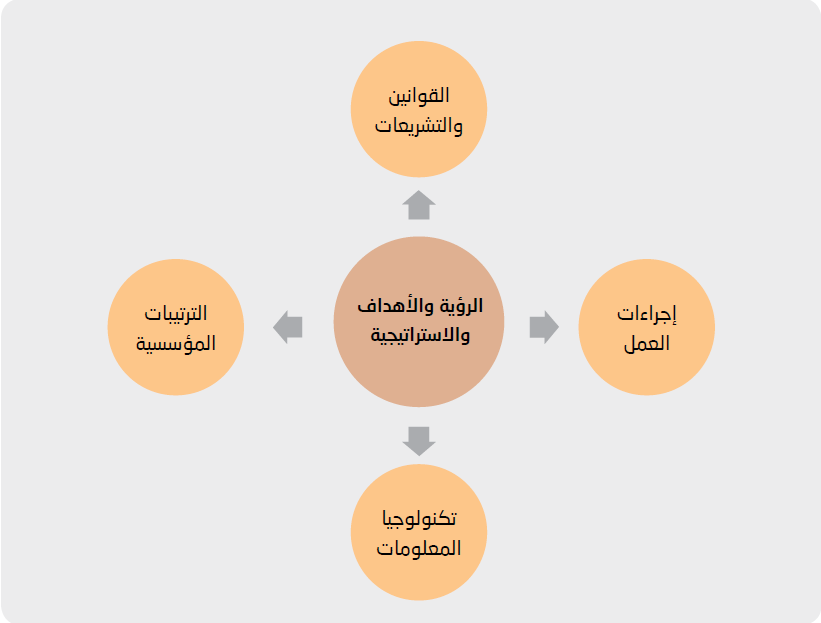 القوانين
والتشريعات
إجراءات
العمل
الرؤية والأهداف
والاستراتيجية
الترتيبات
المؤسسية
تكنولوجيا
المعلومات